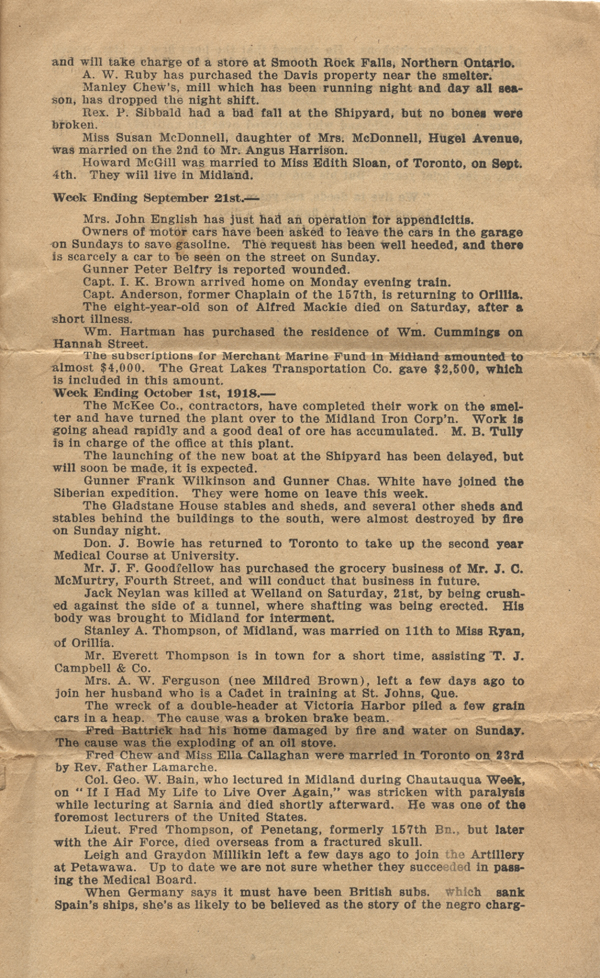 and will take charge of a store at Smooth Rock Falls, Northern Ontario.
A. W. Ruby has purchased the Davis property near the smelter.
Manley Chew's, mill which has been running night and day all sea-
son, has dropped the night shift.
Rex. P. Sibbald had a bad fall at the Shipyard, but no bones were
broken.
Miss Susan McDonnell, daughter of Mrs. McDonnell, Hugel Avenue,
was married on the 2nd to Mr. Angus Harrison.
Howard McGill was married to Miss Edith Sloan, of Toronto, on Sept.
4th. They will live in Midland.
Week Ending September 21st.—
Mrs. John English has just had an operation for appendicitis.
Owners of motor cars have been asked to leave the cars in the garage
on Sundays to save gasoline. The request has been well heeded, and there
is scarcely a car to be seen on the street on Sunday.
Gunner Peter Belfry is reported wounded.
Capt. I. K. Brown arrived home on Monday evening train.
Capt. Anderson, former Chaplain of the 157th, is returning to Orillia.
The eight-year-old son of Alfred Mackie died on Saturday, after a
short illness.
Wm. Hartman has purchased the residence of Wm. Cummings on
Hannah Street.
The subscriptions for Merchant Marine Fund in Midland amounted to
almost $4,000. The Great Lakes Transportation Co. gave $2,500, which
is included in this amount.
Week Ending October 1st, 1918.—
The McKee Co., contractors, have completed their work on the smel-
ter and have turned the plant over to the Midland Iron Corp'n. Work is
going ahead rapidly and a good deal of ore has accumulated. M. B. Tully
is in charge of the office at this plant.
The launching of the new boat at the Shipyard has been delayed, but
will soon be made, it is expected.
Gunner Frank Wilkinson and Gunner Chas. White have joined the
Siberian expedition. They were home on leave this week.
The Gladstane House stables and sheds, and several other sheds and
stables behind the buildings to the south, were almost destroyed by fire
on Sunday night.
Don. J. Bowie has returned to Toronto to take up the second year
Medical Course at University.
Mr. J. F. Goodfellow has purchased the grocery business of Mr. J. C.
McMurtry, Fourth Street, and will conduct that business in future.
Jack Neylan was killed at Welland on Saturday, 21st, by being crush-
ed against the side of a tunnel, where shafting was being erected. His
body was brought to Midland for interment.
Stanley A. Thompson, of Midland, was married on 11th to Miss Ryan,
of Orillia.
Mr. Everett Thompson is in town for a short time, assisting T. J.
Campbell & Co.
Mrs. A. W. Ferguson (nee Mildred Brown), left a few days ago to
join her husband who is a Cadet in training at St. Johns, Que.
The wreck of a double-header at Victoria Harbor piled a few grain
cars in a heap. The cause was a broken brake beam.
Fred Battrick had his home damaged by fire and water on Sunday.
The cause was the exploding of an oil stove.
Fred Chew and Miss Ella Callaghan were married in Toronto on 23rd
by Rev. Father Lamarche.
Col. Geo. W. Bain, who lectured in Midland during Chautauqua Week,
on "If I Had My Life to Live Over Again," was stricken with paralysis
while lecturing at Sarnia and died shortly afterward. He was one of the
foremost lecturers of the United States.
Lieut. Fred Thompson, of Penetang, formerly 157th Bn., but later
with the Air Force, died overseas from a fractured skull.
Leigh and Graydon Millikin left a few days ago to join the Artillery
at Petawawa. Up to date we are not sure whether they succeeded in pass-
ing the Medical Board.
When Germany says it must have been British subs. which sank
Spain's ships, she's as likely to be believed as the story of the negro charg-